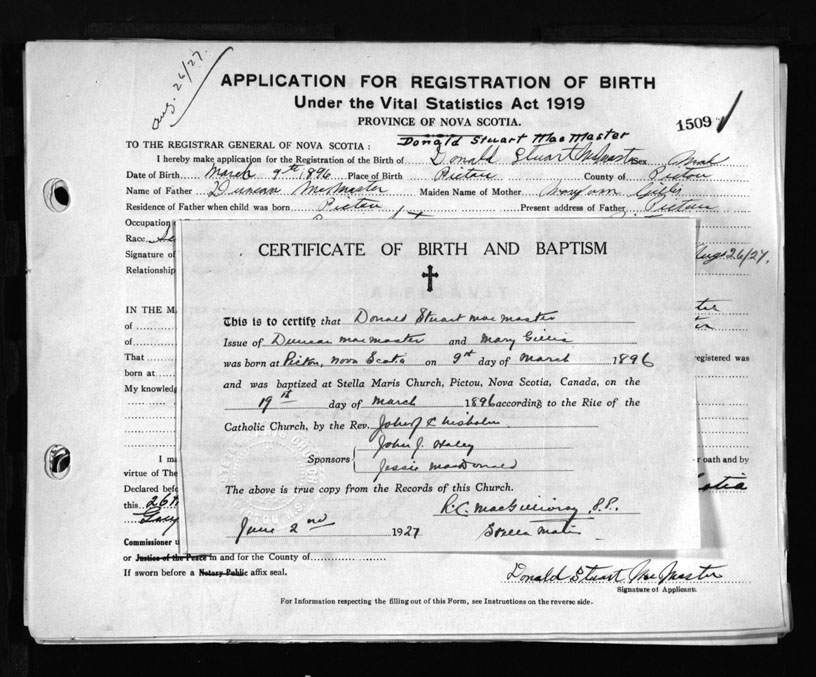 Aug. 26/27.
APPLICATION FOR REGISTRATION OF BIRTH
Under the Vital Statistics Act 1919
PROVINCE OF NOVA SCOTIA.
1509
Donald Stuart MacMaster
TO THE REGISTRAR GENERAL OF NOVA SCOTIA:
I hereby make application for the Registration of the Birth of Donald Stuart McMaster Sex Male
Date of Birth March 9th 1896 Place of Birth Pictou County of Pictou
Name of Father Duncan McMaster Maiden Name of Mother Gillis
Residence of Father when child was born Pictou Present address of Father Pictou
Occupation
Race
Signature of Aug. 26/27.
Relationship
IN THE MA
of
of
That registered was
born at
My knowledg
CERTIFICATE OF BIRTH AND BAPTISM
This is to certify that Donald Stuart MacMaster
Issue of Duncan MacMaster and Mary Gillis
was born at Pictou, Nova Scotia on 9th day of March 1896
and was baptized at Stella Maris Church, Pictou, Nova Scotia, Canada, on the
19th day of March 1896 according to the Rite of the
Catholic Church, by the Rev. John J Chisholm
Sponsors John J. Haley
Jessie MacDonald
The above is true copy from the Records of this Church.
R.C. MacGillivray P.P.
June 2nd 1927 Stella Maris
I ma r oath and by
virtue of The
Declared befo
this 26th
Commissioner u
or Justice of the Peace in and for the County of
If sworn before a Notary Public affix seal.
Donald Stuart MacMaster
Signature of Applicant.
For Information respecting the filling out of this Form, see Instructions on the reverse side.